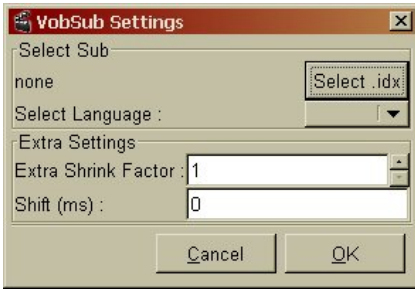 VobSub Settings
Select Sub
none
Select .idx
Select Language :
Extra Settings
Extra Shrink Factor : 1
Shift (ms) : 0
Cancel
OK